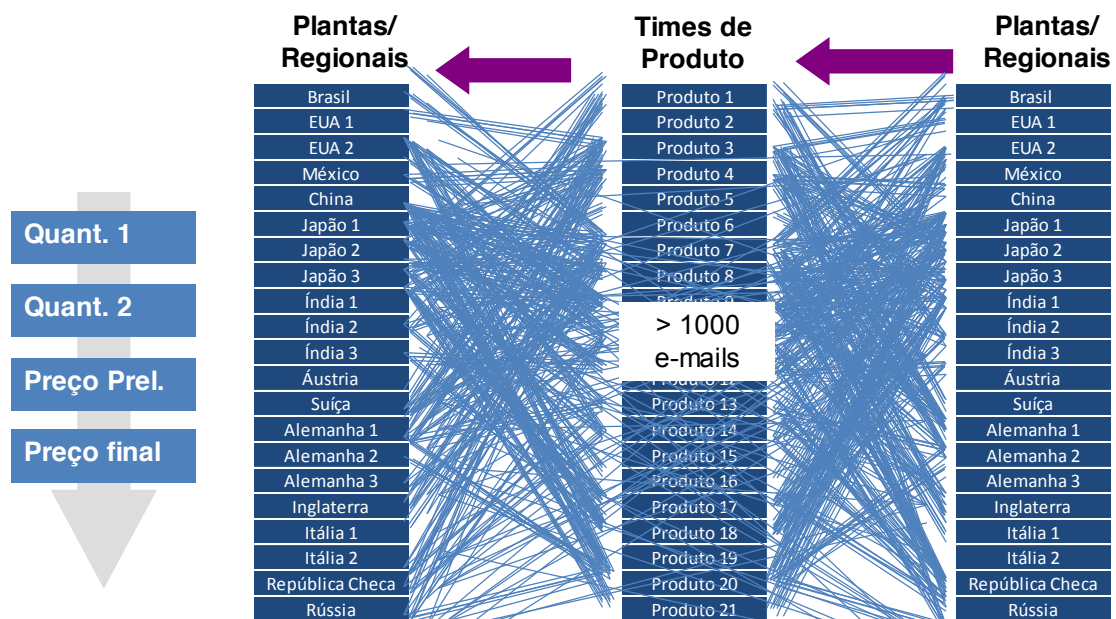 Plantas/
Regionais
Times de
Produto
Plantas/
Regionais
Quant. 1
Quant. 2
Preço Prel.
Preço final
Brasil
EUA 1
EUA 2
México
China
Japão 1
Japão 2
Japão 3
Índia 1
Índia 2
Índia 3
Áustria
Suíça
Alemanha 1
Alemanha 2
Alemanha 3
Inglaterra
Itália 1
Itália 2
República Checa
Rússia
Produto 1
Produto 2
Produto 3
Produto 4
Produto 5
Produto 6
Produto 7
Produto 8
Produto 9
> 1000
e-mails
Produto 12
Produto 13
Produto 14
Produto 15
Produto 16
Produto 17
Produto 18
Produto 19
Produto 20
Produto 21
Brasil
EUA 1
EUA 2
México
China
Japão 1
Japão 2
Japão 3
Índia 1
Índia 2
Índia 3
Áustria
Suíça
Alemanha 1
Alemanha 2
Alemanha 3
Inglaterra
Itália 1
Itália 2
República Checa
Rússia